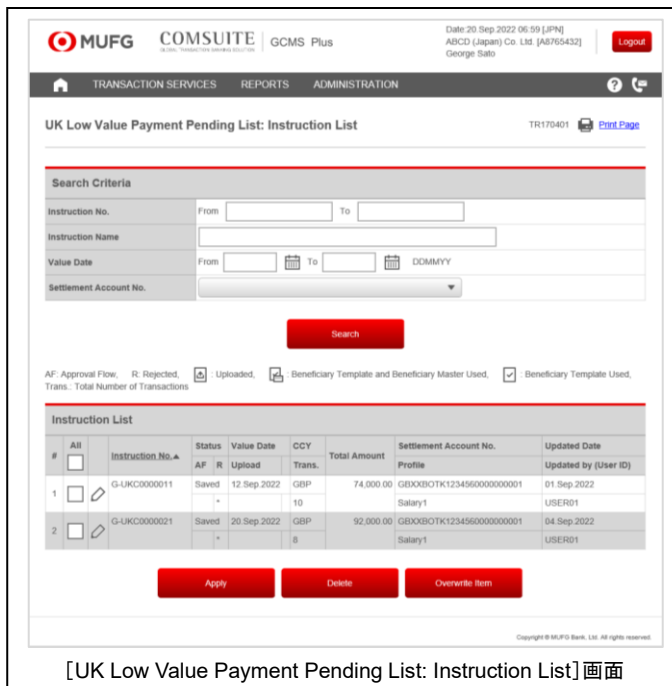 MUFG COMSUITE GCMS Plus
GLOBAL TRANSACTION BANKING SOLUTION
Date:20.Sep.2022 06:59 [JPN]
ABCD (Japan) Co. Ltd. [A8765432]
George Sato
Logout
TRANSACTION SERVICES REPORTS ADMINISTRATION
UK Low Value Payment Pending List: Instruction List TR170401 Print Page
Search Criteria
Instruction No. From To
Instruction Name
Value Date From To DDMMYY
Settlement Account No.
Search
AF: Approval Flow, R: Rejected, : Uploaded, : Beneficiary Template and Beneficiary Master Used, : Beneficiary Template Used,
Trans.: Total Number of Transactions
Instruction List
# All Instruction No.▲ Status Value Date CCY Total Amount Settlement Account No. Updated Date
AF R Upload Trans. Profile Updated by (User ID)
1 G-UKC0000011 Saved 12.Sep.2022 GBP 74,000.00 GBXXBOTK1234560000000001 01.Sep.2022
* 10 Salary1 USER01
2 G-UKC0000021 Saved 20.Sep.2022 GBP 92,000.00 GBXXBOTK1234560000000001 04.Sep.2022
* 8 Salary1 USER01
Apply Delete Overwrite Item
Copyright © MUFG Bank, Ltd. All rights reserved.
[UK Low Value Payment Pending List: Instruction List]画面